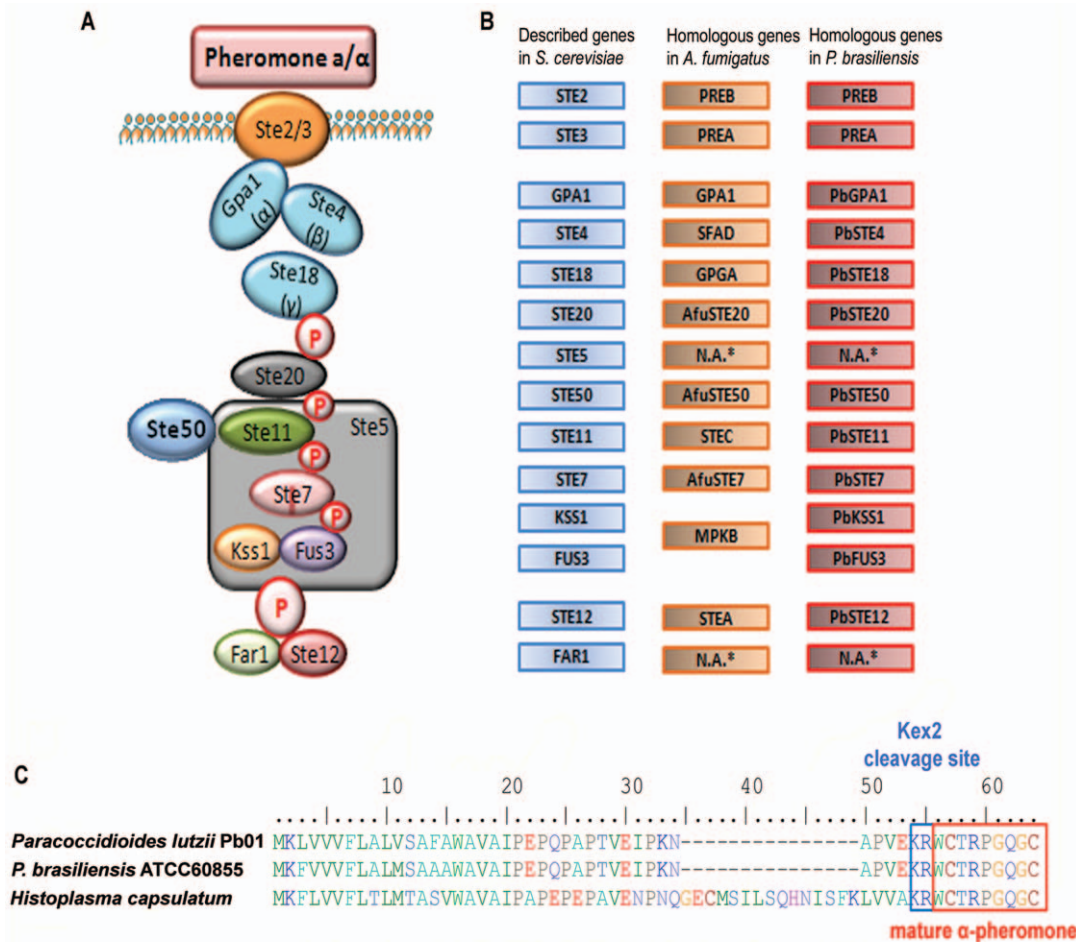 A
Pheromone a/α
Ste2/3
Gpa1
(α)
Ste4
(β)
Ste18
(γ)
P
Ste20
P
Ste50
Ste11
Ste5
P
Ste7
P
Kss1
Fus3
P
Far1
Ste12
B
Described genes
in S. cerevisiae
Homologous genes
in A. fumigatus
Homologous genes
in P. brasiliensis
STE2 PREB PREB
STE3 PREA PREA
GPA1 GPA1 PbGPA1
STE4 SFAD PbSTE4
STE18 GPGA PbSTE18
STE20 AfuSTE20 PbSTE20
STE5 N.A.* N.A.*
STE50 AfuSTE50 PbSTE50
STE11 STEC PbSTE11
STE7 AfuSTE7 PbSTE7
KSS1 PbKSS1
MPKB
FUS3 PbFUS3
STE12 STEA PbSTE12
FAR1 N.A.* N.A.*
C
Kex2
cleavage site
10 20 30 40 50 60
Paracoccidioides lutzii Pb01 MKLVVVFLALVSAFAWAVAIPEPQPAPTVEIPKN---------------APVEKRWCTRPGQGC
P. brasiliensis ATCC60855 MKFVVVFLALMSAFAWAVAIPEPQPAPTVEIPKN---------------APVEKRWCTRPGQGC
Histoplasma capsulatum MKFVVVFLTLMTASVWAVAIPAPEPEPAVENPNQGECMSILSQHNISFKLVVAKRWCTRPGQGC
mature α-pheromone